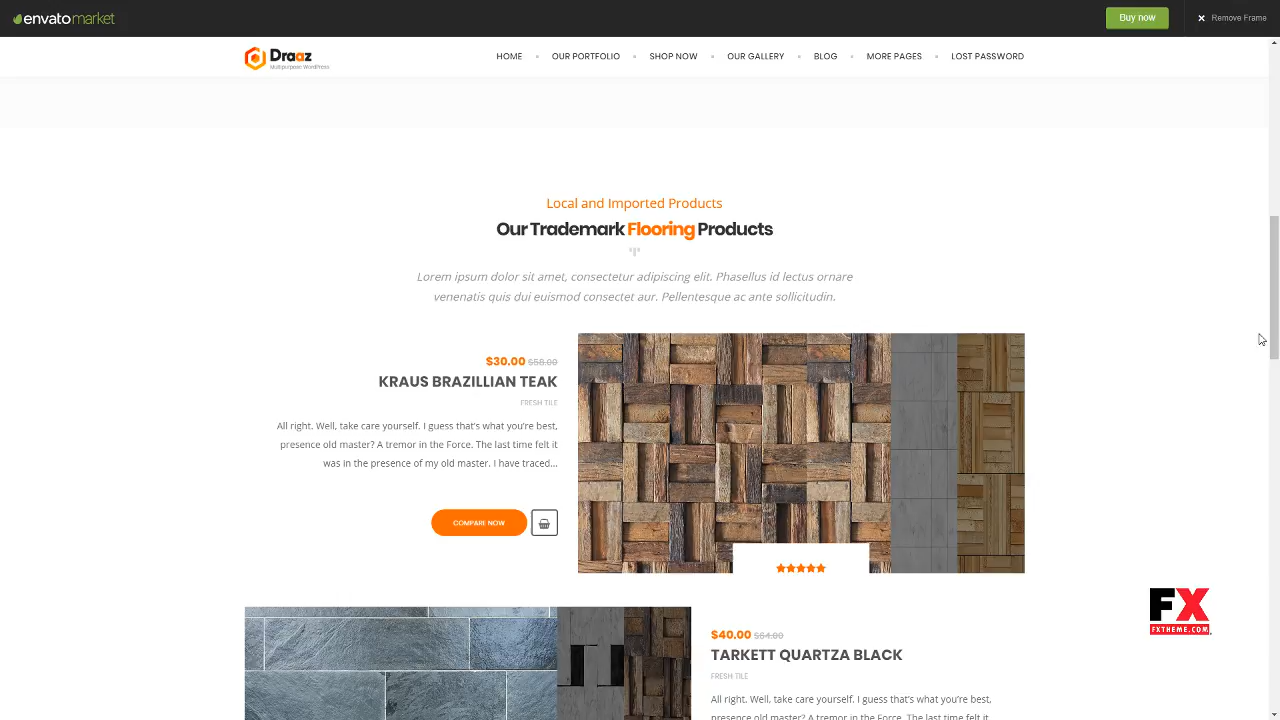 envato market
Buy now
Remove Frame
Draaz
Multipurpose WordPress
HOME
OUR PORTFOLIO
SHOP NOW
OUR GALLERY
BLOG
MORE PAGES
LOST PASSWORD
Local and Imported Products
Our Trademark Flooring Products
Lorem ipsum dolor sit amet, consectetur adipiscing elit. Phasellus id lectus ornare
venenatis quis dui euismod consectet aur. Pellentesque ac ante sollicitudin.
$30.00 $58.00
KRAUS BRAZILLIAN TEAK
FRESH TILE
All right. Well, take care yourself. I guess that's what you're best,
presence old master? A tremor in the Force. The last time felt it
was in the presence of my old master. I have traced...
COMPARE NOW
FX
FXTHEME.COM
$40.00 $64.00
TARKETT QUARTZA BLACK
FRESH TILE
All right. Well, take care yourself. I guess that's what you're best,
presence old master? A tremor in the Force. The last time felt it